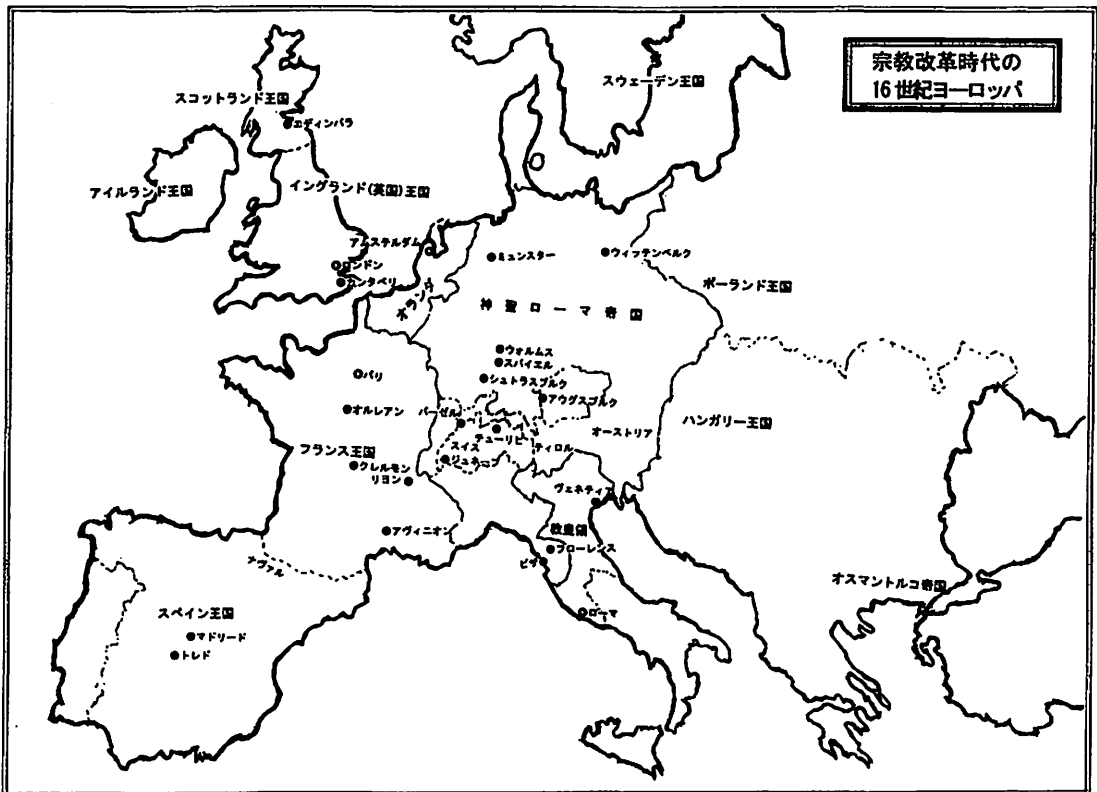 宗教改革時代の
16世紀ヨーロッパ
スウェーデン王国
スコットランド王国
エディンバラ
アイルランド王国
イングランド(英国)王国
アムステルダム
ミュンスター
ウィッテンベルク
ロンドン
カンタベリ
オランダ
ポーランド王国
神聖ローマ帝国
ウォルムス
スパイエル
パリ
シュトラスブルク
アウグスブルク
オルレアン
バーゼル
ハンガリー王国
オーストリア
チューリヒ
フランス王国
スイス
ティロル
ジュネーブ
クレルモン
リヨン
ヴェネティア
教皇領
アヴィニオン
フローレンス
ピサ
ナヴァル
オスマントルコ帝国
スペイン王国
ローマ
マドリード
トレド